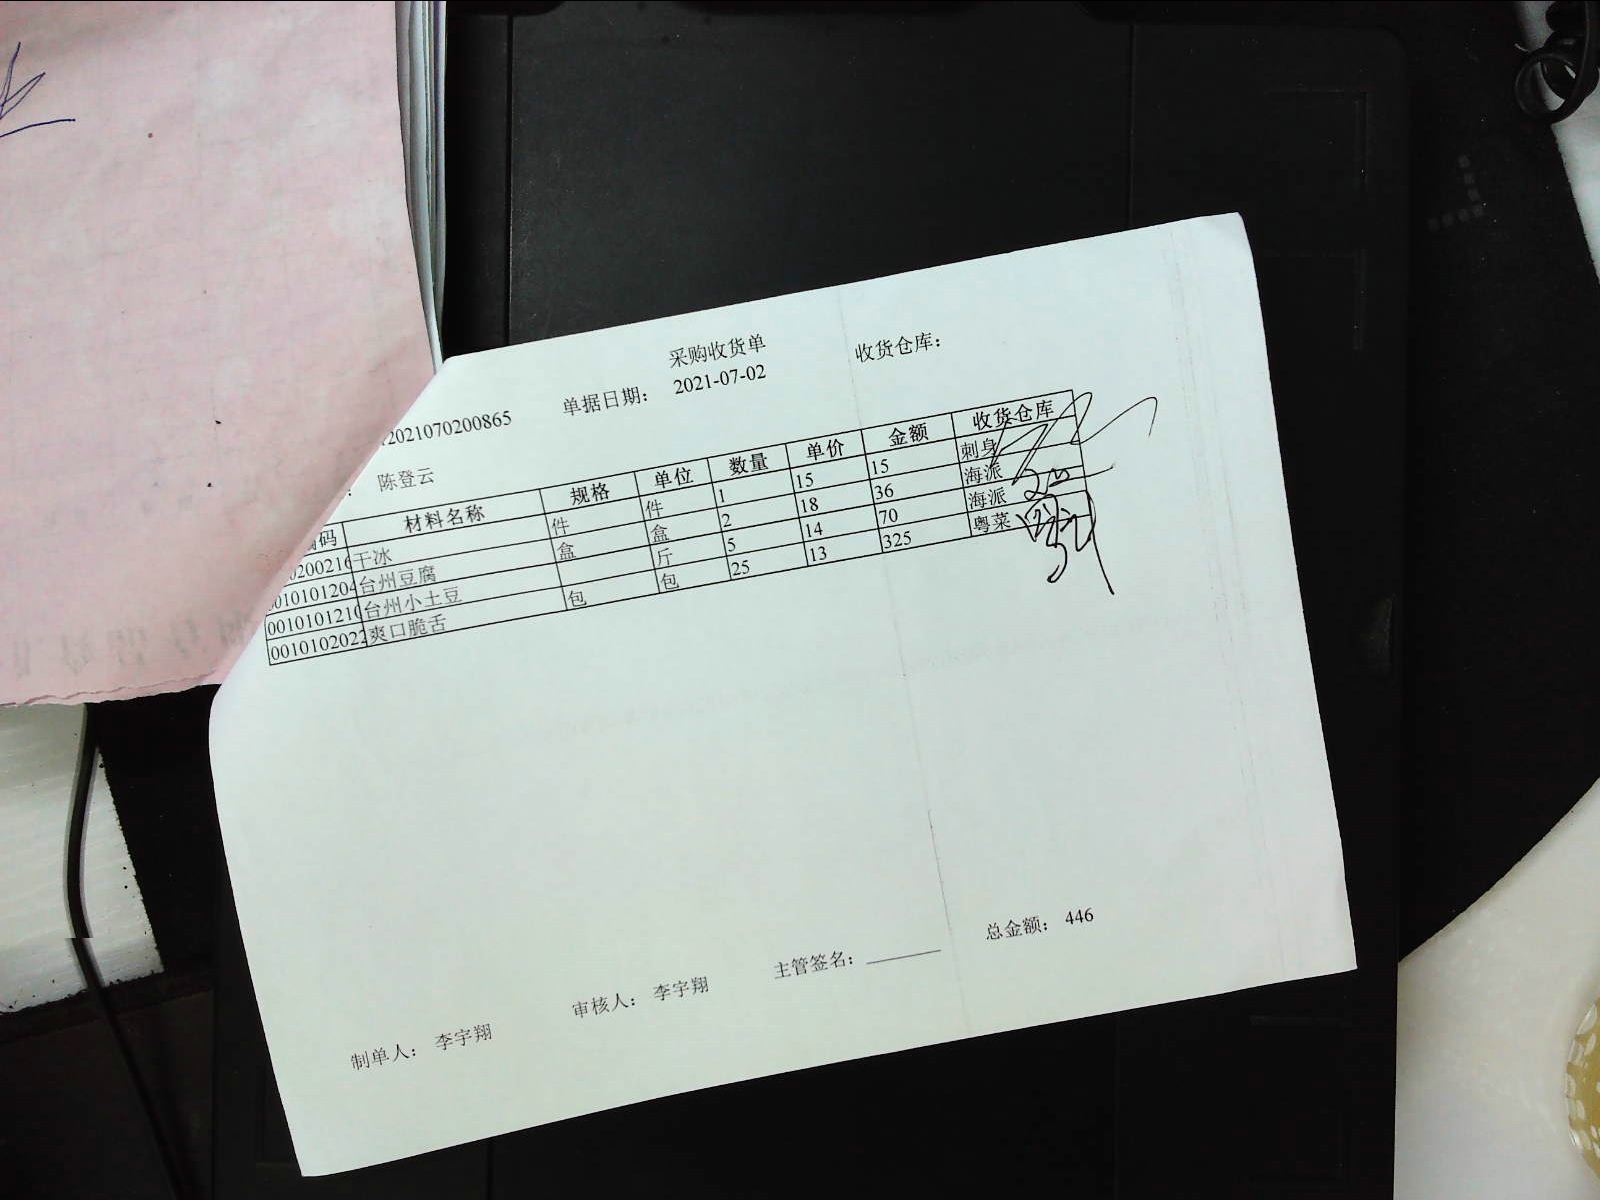 采购收货单
2021070200865 单据日期： 2021-07-02 收货仓库：
： 陈登云
编码 材料名称 规格 单位 数量 单价 金额 收货仓库
0200216 干冰 件 件 1 15 15 刺身
0010101204 台州豆腐 盒 盒 2 18 36 海派
0010101210 台州小土豆 斤 5 14 70 海派
0010102022 爽口脆舌 包 包 25 13 325 粤菜
总金额： 446
制单人： 李宇翔 审核人： 李宇翔 主管签名：